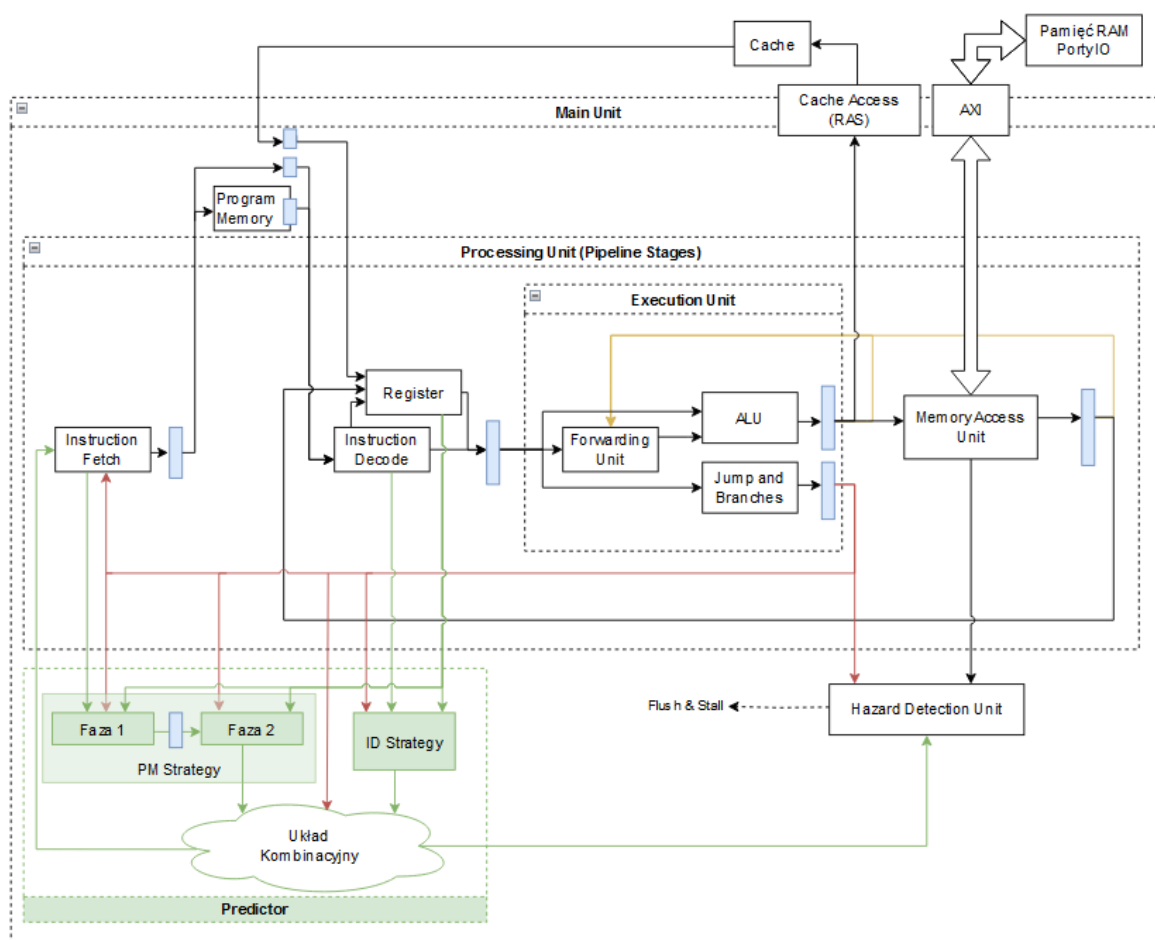 Pamięć RAM
Porty IO
Cache
Cache Access
(RAS)
AXI
Main Unit
Program
Memory
Processing Unit (Pipeline Stages)
Execution Unit
Register
ALU
Instruction
Fetch
Instruction
Decode
Forwarding
Unit
Memory Access
Unit
Jump and
Branches
Flush & Stall
Hazard Detection Unit
Faza 1
Faza 2
ID Strategy
PM Strategy
Układ
Kombinacyjny
Predictor